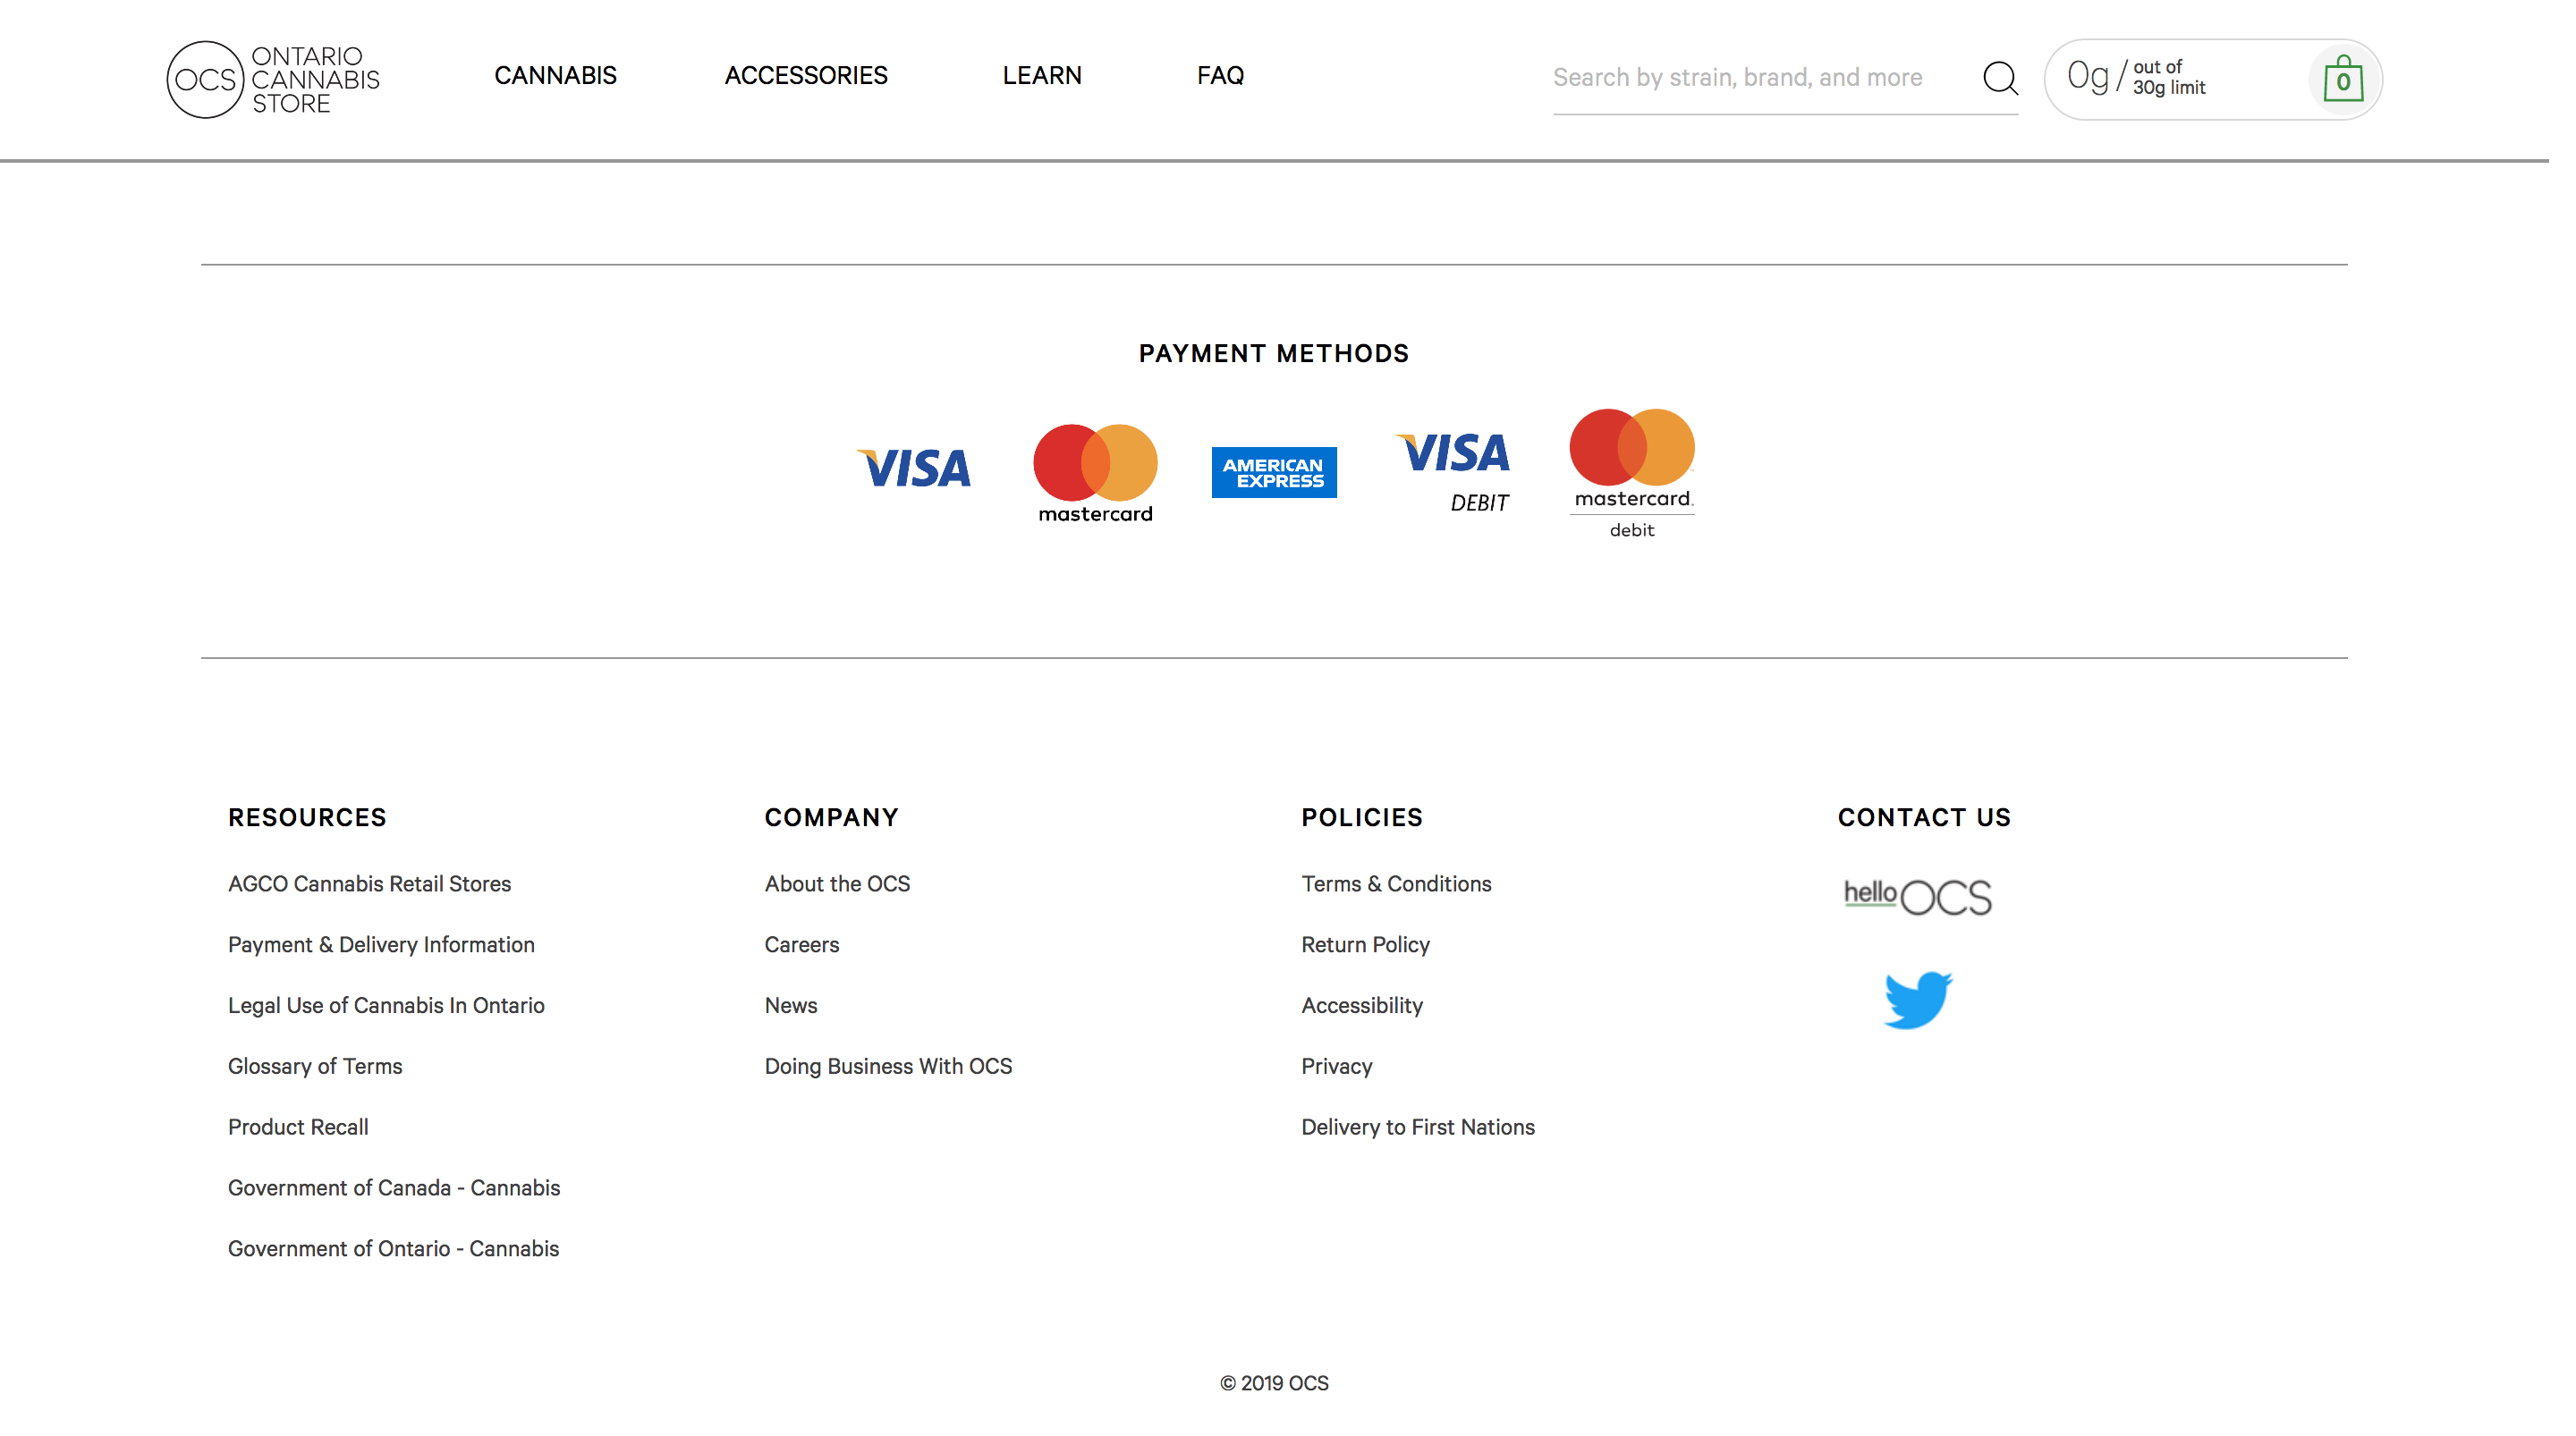 OCS
ONTARIO
CANNABIS
STORE
CANNABIS
ACCESSORIES
LEARN
FAQ
Search by strain, brand, and more
0g / out of
30g limit
0
PAYMENT METHODS
VISA
mastercard
AMERICAN
EXPRESS
VISA
DEBIT
mastercard.
debit
RESOURCES
AGCO Cannabis Retail Stores
Payment & Delivery Information
Legal Use of Cannabis In Ontario
Glossary of Terms
Product Recall
Government of Canada - Cannabis
Government of Ontario - Cannabis
COMPANY
About the OCS
Careers
News
Doing Business With OCS
POLICIES
Terms & Conditions
Return Policy
Accessibility
Privacy
Delivery to First Nations
CONTACT US
hello OCS
© 2019 OCS